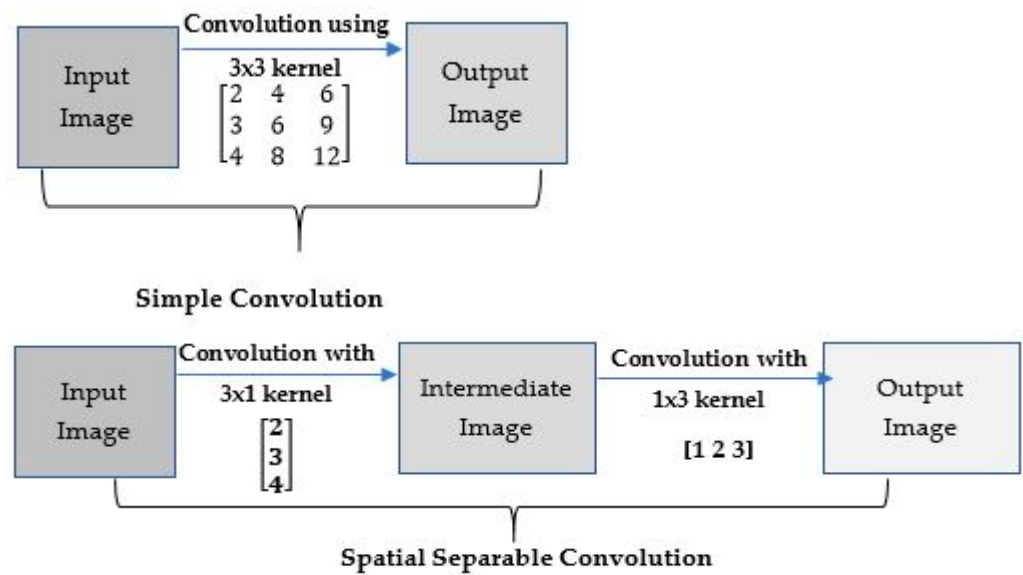 Convolution using
Input
Image
3x3 kernel
[2 4 6
3 6 9
4 8 12]
Output
Image
Simple Convolution
Input
Image
Convolution with
3x1 kernel
[2
3
4]
Intermediate
Image
Convolution with
1x3 kernel
[1 2 3]
Output
Image
Spatial Separable Convolution